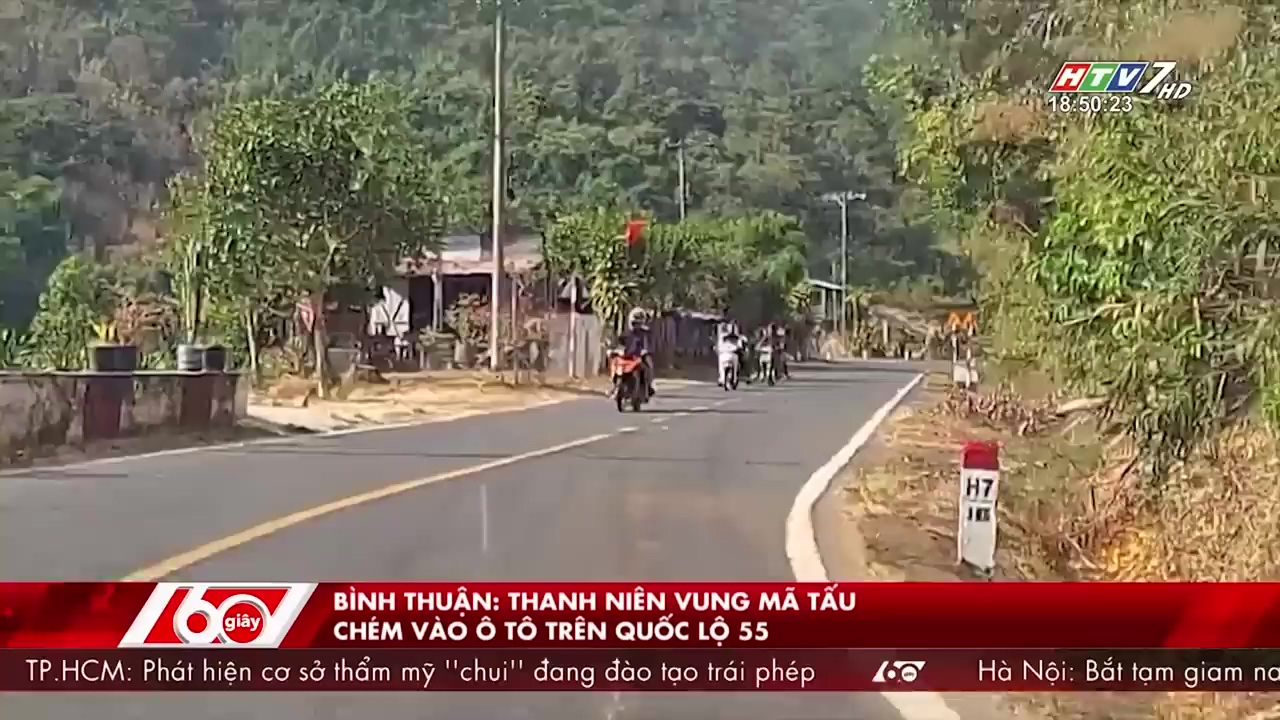 HTV7 HD
18:50:23
H7
60 giây
BÌNH THUẬN: THANH NIÊN VUNG MÃ TẤU
CHÉM VÀO Ô TÔ TRÊN QUỐC LỘ 55
TP.HCM: Phát hiện cơ sở thẩm mỹ "chui" đang đào tạo trái phép
60
Hà Nội: Bắt tạm giam